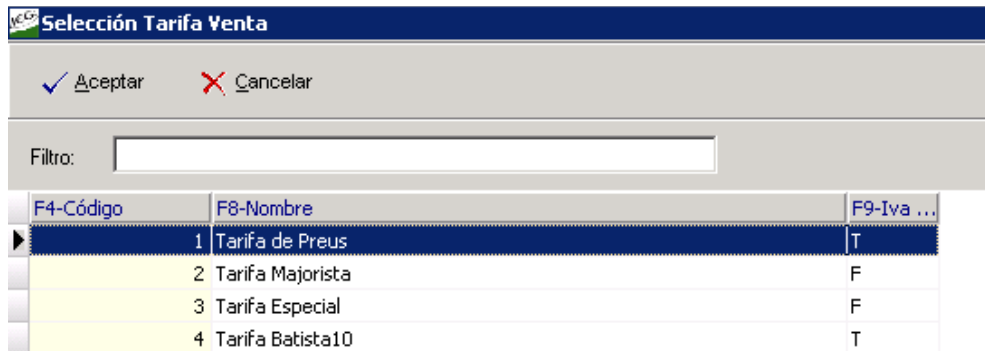 ICG Selección Tarifa Venta
Aceptar Cancelar
Filtro:
F4-Código F8-Nombre F9-Iva ...
1 Tarifa de Preus T
2 Tarifa Majorista F
3 Tarifa Especial F
4 Tarifa Batista10 T